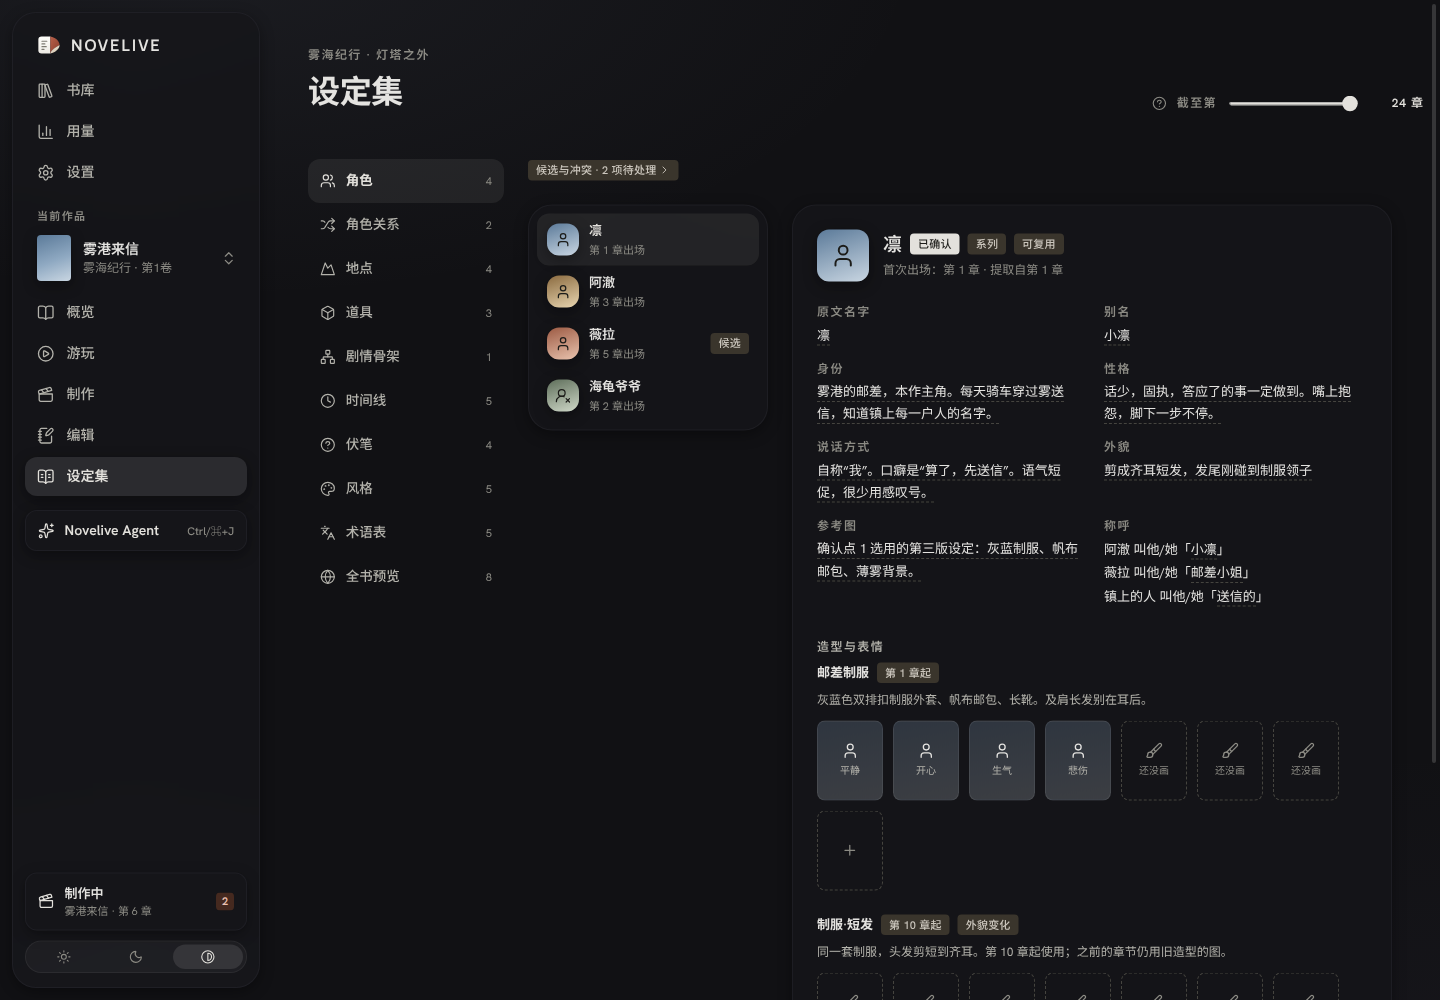 NOVELIVE
书库
用量
设置
当前作品
雾港来信
雾海纪行 · 第1卷
概览
游玩
制作
编辑
设定集
Novelive Agent Ctrl/⌘+J
制作中
雾港来信 · 第 6 章
2
雾海纪行 · 灯塔之外
设定集
截至第 24 章
角色 4
角色关系 2
地点 4
道具 3
剧情骨架 1
时间线 5
伏笔 4
风格 5
术语表 5
全书预览 8
候选与冲突 · 2 项待处理
凛
第 1 章出场
阿澈
第 3 章出场
薇拉
第 5 章出场
候选
海龟爷爷
第 2 章出场
凛 已确认 系列 可复用
首次出场：第 1 章 · 提取自第 1 章
原文名字
凛
别名
小凛
身份
雾港的邮差，本作主角。每天骑车穿过雾送
信，知道镇上每一户人的名字。
性格
话少，固执，答应了的事一定做到。嘴上抱
怨，脚下一步不停。
说话方式
自称“我”。口癖是“算了，先送信”。语气短
促，很少用感叹号。
外貌
剪成齐耳短发，发尾刚碰到制服领子
参考图
确认点 1 选用的第三版设定：灰蓝制服、帆布
邮包、薄雾背景。
称呼
阿澈 叫他/她「小凛」
薇拉 叫他/她「邮差小姐」
镇上的人 叫他/她「送信的」
造型与表情
邮差制服 第 1 章起
灰蓝色双排扣制服外套、帆布邮包、长靴。及肩长发别在耳后。
平静 开心 生气 悲伤 还没画 还没画 还没画
制服·短发 第 10 章起 外貌变化
同一套制服，头发剪短到齐耳。第 10 章起使用；之前的章节仍用旧造型的图。